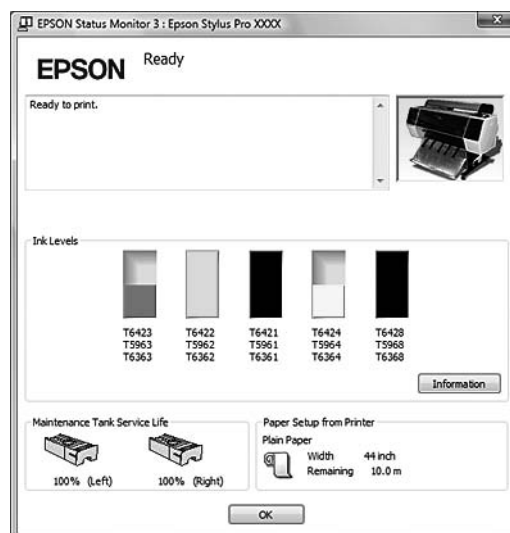 EPSON Status Monitor 3 : Epson Stylus Pro XXXX
EPSON
Ready
Ready to print.
Ink Levels
T6423 T6422 T6421 T6424 T6428
T5963 T5962 T5961 T5964 T5968
T6363 T6362 T6361 T6364 T6368
Information
Maintenance Tank Service Life
100% (Left) 100% (Right)
Paper Setup from Printer
Plain Paper
Width 44 inch
Remaining 10.0 m
OK